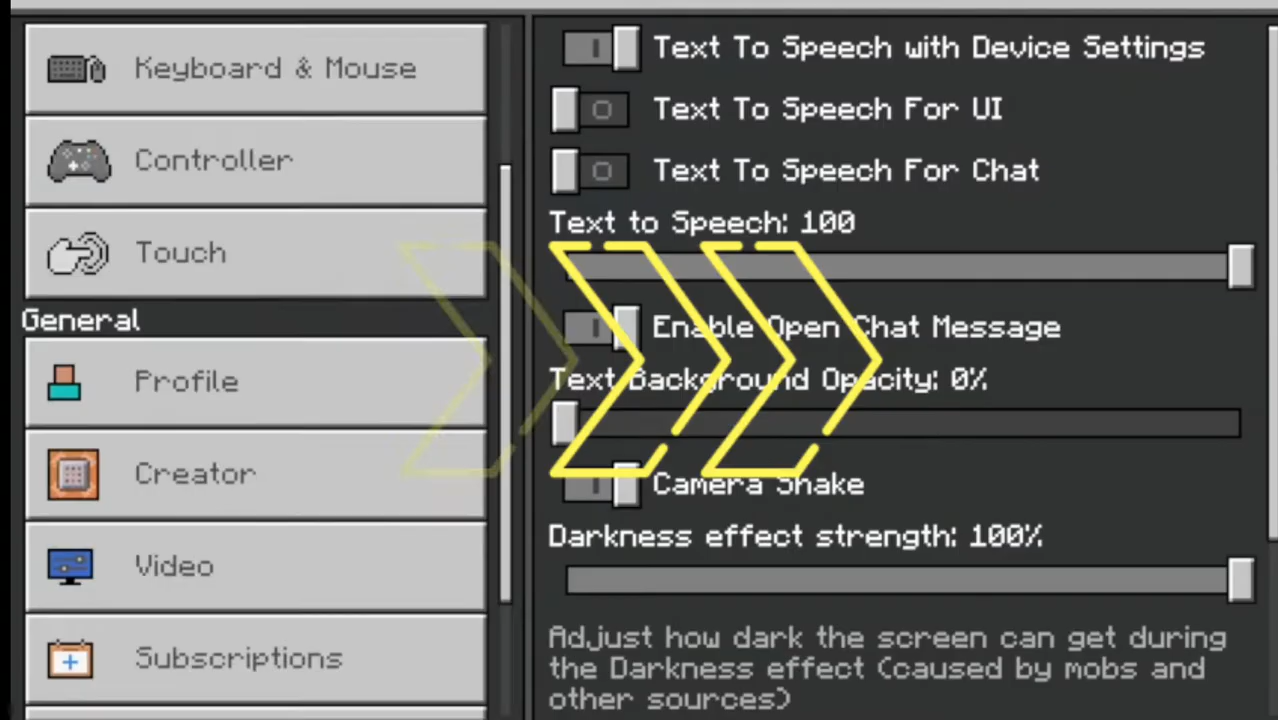 Keyboard & Mouse
Controller
Touch
General
Profile
Creator
Video
Subscriptions
Text To Speech with Device Settings
Text To Speech For UI
Text To Speech For Chat
Text to Speech: 100
Enable Open Chat Message
Text Background Opacity: 0%
Camera Shake
Darkness effect strength: 100%
Adjust how dark the screen can get during
the Darkness effect (caused by mobs and
other sources)